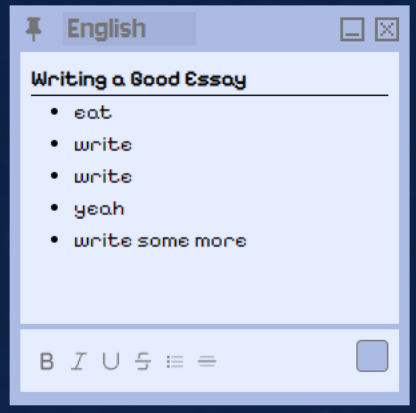 English
Writing a Good Essay
• eat
• write
• write
• yeah
• write some more
B I U S